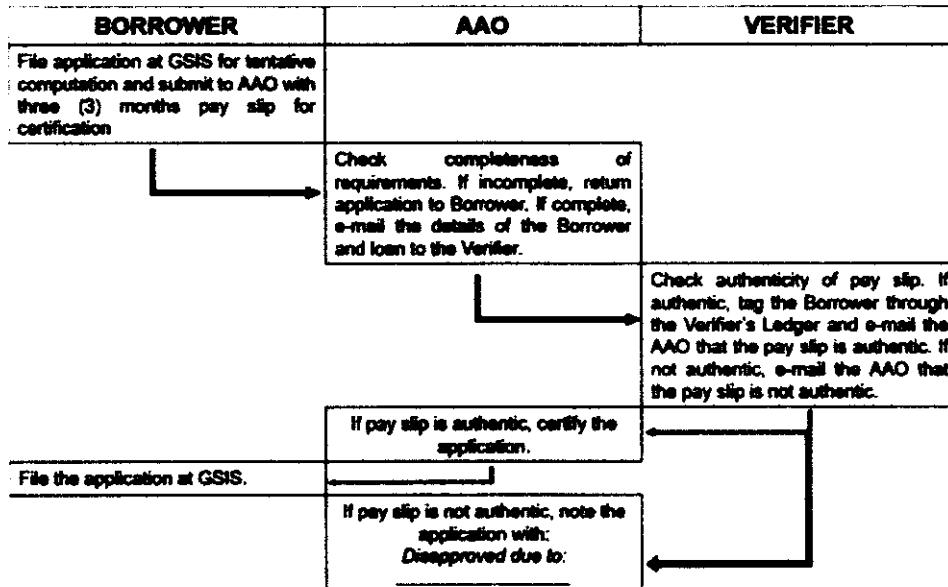 BORROWER AAO VERIFIER
File application at GSIS for tentative
computation and submit to AAO with
three (3) months pay slip for
certification
Check completeness of
requirements. If incomplete, return
application to Borrower. If complete,
e-mail the details of the Borrower
and loan to the Verifier.
Check authenticity of pay slip. If
authentic, tag the Borrower through
the Verifier's Ledger and e-mail the
AAO that the pay slip is authentic. If
not authentic, e-mail the AAO that
the pay slip is not authentic.
If pay slip is authentic, certify the
application.
File the application at GSIS.
If pay slip is not authentic, note the
application with:
Disapproved due to: